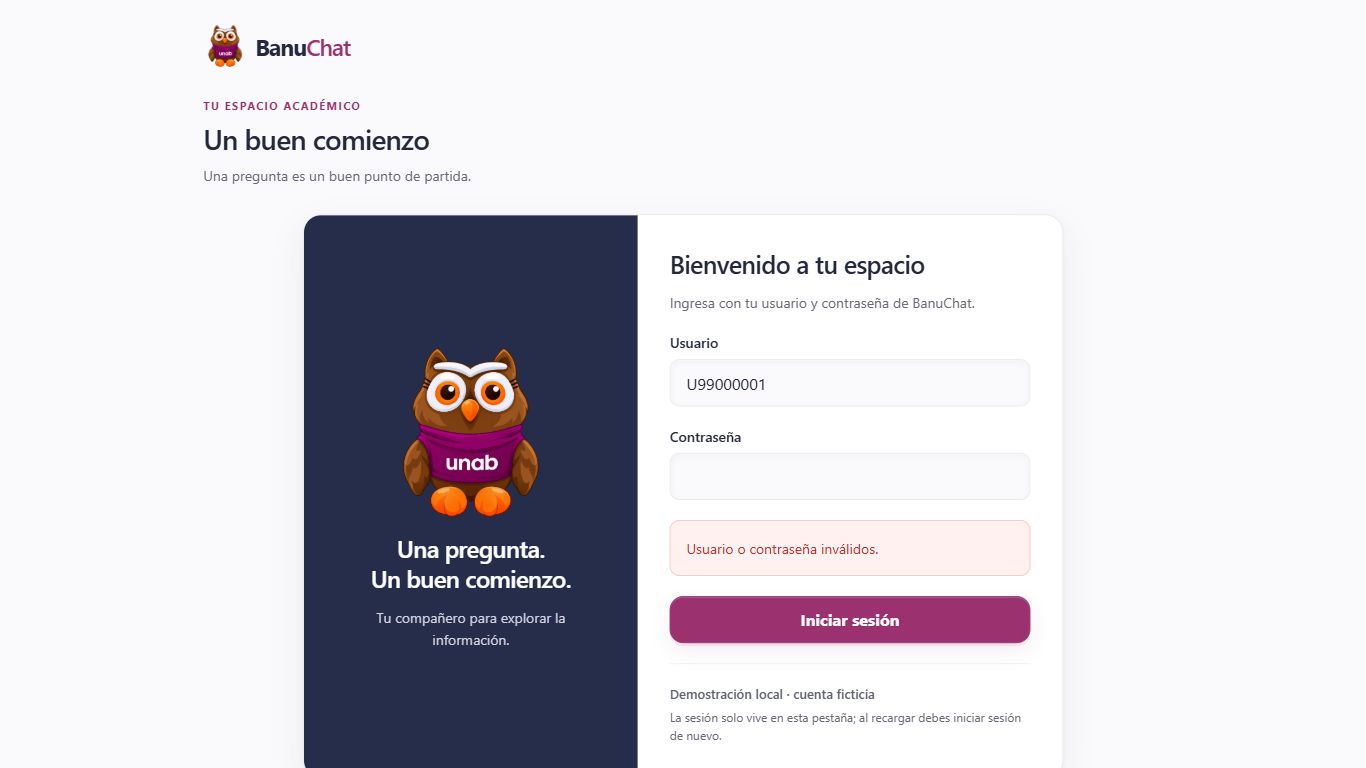 unab
BanuChat
TU ESPACIO ACADÉMICO
Un buen comienzo
Una pregunta es un buen punto de partida.
unab
Una pregunta.
Un buen comienzo.
Tu compañero para explorar la
información.
Bienvenido a tu espacio
Ingresa con tu usuario y contraseña de BanuChat.
Usuario
U99000001
Contraseña
Usuario o contraseña inválidos.
Iniciar sesión
Demostración local · cuenta ficticia
La sesión solo vive en esta pestaña; al recargar debes iniciar sesión
de nuevo.